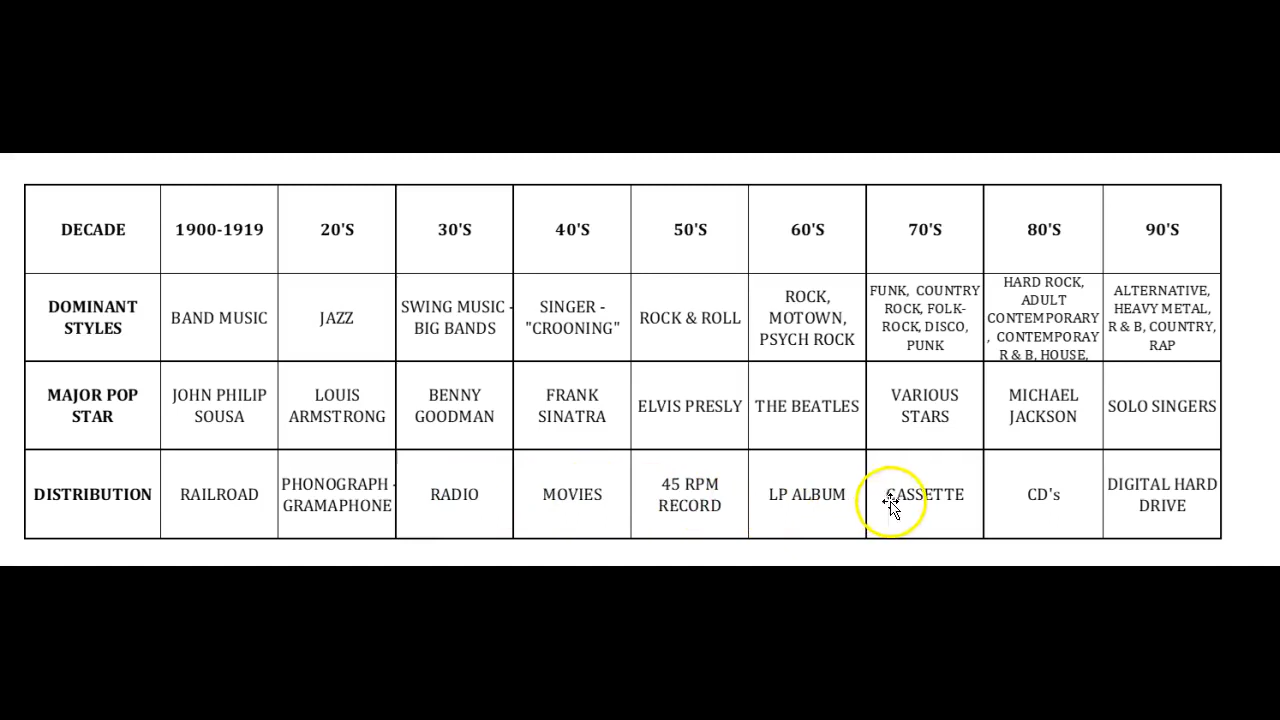 DECADE 1900-1919 20'S 30'S 40'S 50'S 60'S 70'S 80'S 90'S
DOMINANT
STYLES
BAND MUSIC
JAZZ
SWING MUSIC -
BIG BANDS
SINGER -
"CROONING"
ROCK & ROLL
ROCK,
MOTOWN,
PSYCH ROCK
FUNK, COUNTRY
ROCK, FOLK-
ROCK, DISCO,
PUNK
HARD ROCK,
ADULT
CONTEMPORARY
, CONTEMPORAY
R & B, HOUSE,
ALTERNATIVE,
HEAVY METAL,
R & B, COUNTRY,
RAP
MAJOR POP
STAR
JOHN PHILIP
SOUSA
LOUIS
ARMSTRONG
BENNY
GOODMAN
FRANK
SINATRA
ELVIS PRESLY
THE BEATLES
VARIOUS
STARS
MICHAEL
JACKSON
SOLO SINGERS
DISTRIBUTION
RAILROAD
PHONOGRAPH -
GRAMAPHONE
RADIO
MOVIES
45 RPM
RECORD
LP ALBUM
CASSETTE
CD's
DIGITAL HARD
DRIVE